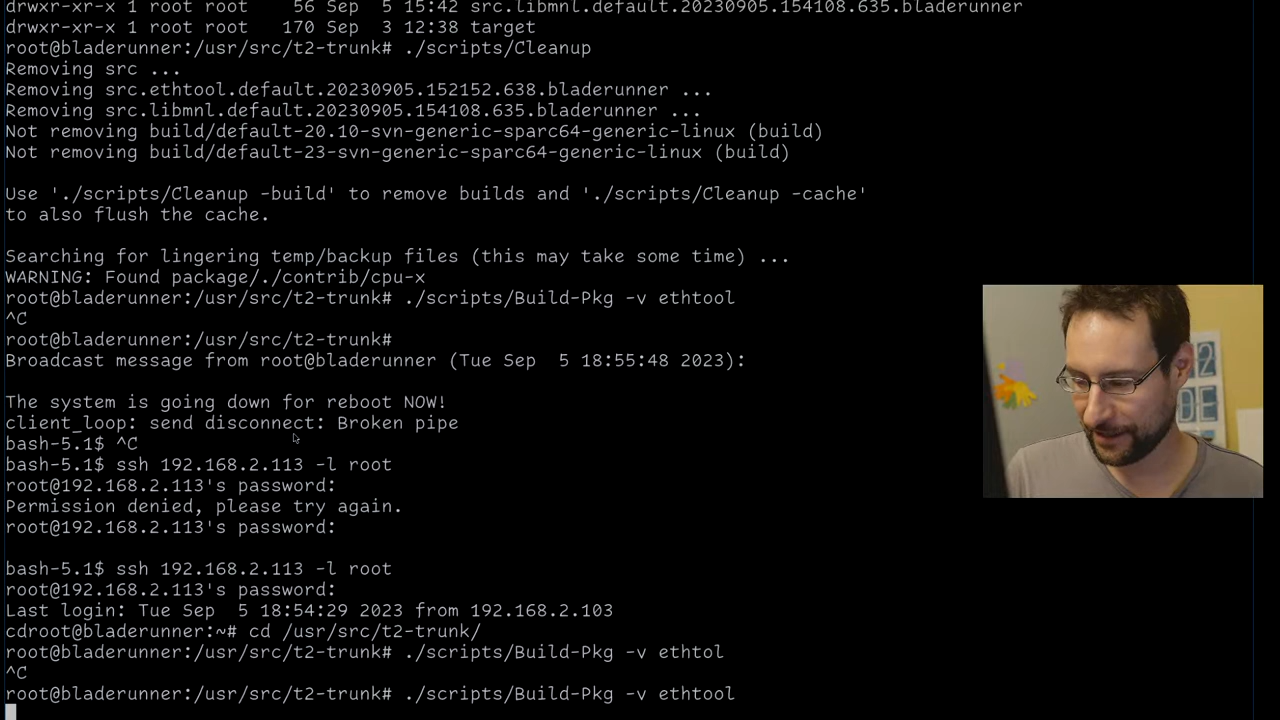 drwxr-xr-x 1 root root    56 Sep  5 15:42 src.libmnl.default.20230905.154108.635.bladerunner
drwxr-xr-x 1 root root   170 Sep  3 12:38 target
root@bladerunner:/usr/src/t2-trunk# ./scripts/Cleanup
Removing src ...
Removing src.ethtool.default.20230905.152152.638.bladerunner ...
Removing src.libmnl.default.20230905.154108.635.bladerunner ...
Not removing build/default-20.10-svn-generic-sparc64-generic-linux (build)
Not removing build/default-23-svn-generic-sparc64-generic-linux (build)
Use './scripts/Cleanup -build' to remove builds and './scripts/Cleanup -cache'
to also flush the cache.
Searching for lingering temp/backup files (this may take some time) ...
WARNING: Found package/./contrib/cpu-x
root@bladerunner:/usr/src/t2-trunk# ./scripts/Build-Pkg -v ethtool
^C
root@bladerunner:/usr/src/t2-trunk#
Broadcast message from root@bladerunner (Tue Sep  5 18:55:48 2023):
The system is going down for reboot NOW!
client_loop: send disconnect: Broken pipe
bash-5.1$ ^C
bash-5.1$ ssh 192.168.2.113 -l root
root@192.168.2.113's password:
Permission denied, please try again.
root@192.168.2.113's password:
bash-5.1$ ssh 192.168.2.113 -l root
root@192.168.2.113's password:
Last login: Tue Sep  5 18:54:29 2023 from 192.168.2.103
cdroot@bladerunner:~# cd /usr/src/t2-trunk/
root@bladerunner:/usr/src/t2-trunk# ./scripts/Build-Pkg -v ethtol
^C
root@bladerunner:/usr/src/t2-trunk# ./scripts/Build-Pkg -v ethtool